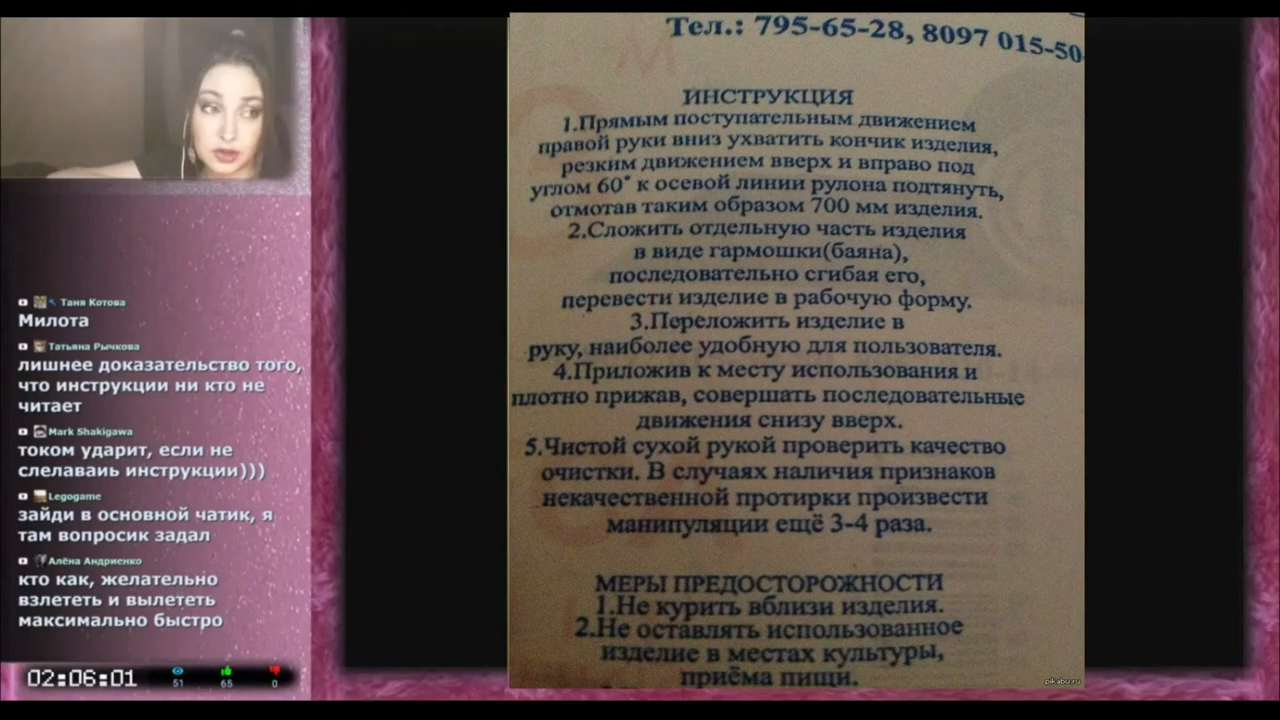 Тел.: 795-65-28, 8097 015-50
ИНСТРУКЦИЯ
1.Прямым поступательным движением
правой руки вниз ухватить кончик изделия,
резким движением вверх и вправо под
углом 60° к осевой линии рулона подтянуть,
отмотав таким образом 700 мм изделия.
2.Сложить отдельную часть изделия
в виде гармошки(баяна),
последовательно сгибая его,
перевести изделие в рабочую форму.
3.Переложить изделие в
руку, наиболее удобную для пользователя.
4.Приложив к месту использования и
плотно прижав, совершать последовательные
движения снизу вверх.
5.Чистой сухой рукой проверить качество
очистки. В случаях наличия признаков
некачественной протирки произвести
манипуляции ещё 3-4 раза.
МЕРЫ ПРЕДОСТОРОЖНОСТИ
1.Не курить вблизи изделия.
2.Не оставлять использованное
изделие в местах культуры,
приёма пищи.
pikabu.ru
Таня Котова
Милота
Татьяна Рычкова
лишнее доказательство того,
что инструкции ни кто не
читает
Mark Shakigawa
током ударит, если не
слелаваиь инструкции)))
Legogame
зайди в основной чатик, я
там вопросик задал
Алёна Андриенко
кто как, желательно
взлететь и вылететь
максимально быстро
02:06:01
51
65
0